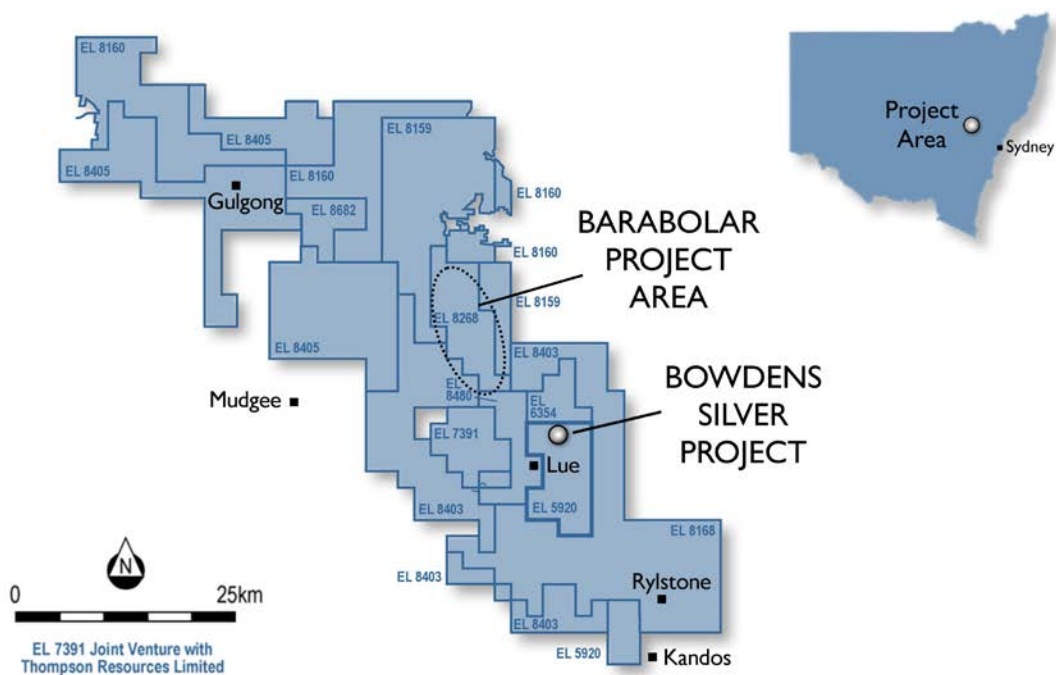 EL 8160
EL 8405
EL 8159
EL 8405
EL 8160
Gulgong
EL 8682
EL 8160
EL 8160
BARABOLAR
PROJECT
AREA
EL 8159
EL 8268
EL 8405
EL 8403
EL
8480
EL
6354
Mudgee
BOWDENS
SILVER
PROJECT
EL 7391
Lue
EL 5920
EL 8403
EL 8168
EL 8403
Rylstone
EL 8403
EL 5920
Kandos
Project
Area
Sydney
N
0 25km
EL 7391 Joint Venture with
Thompson Resources Limited